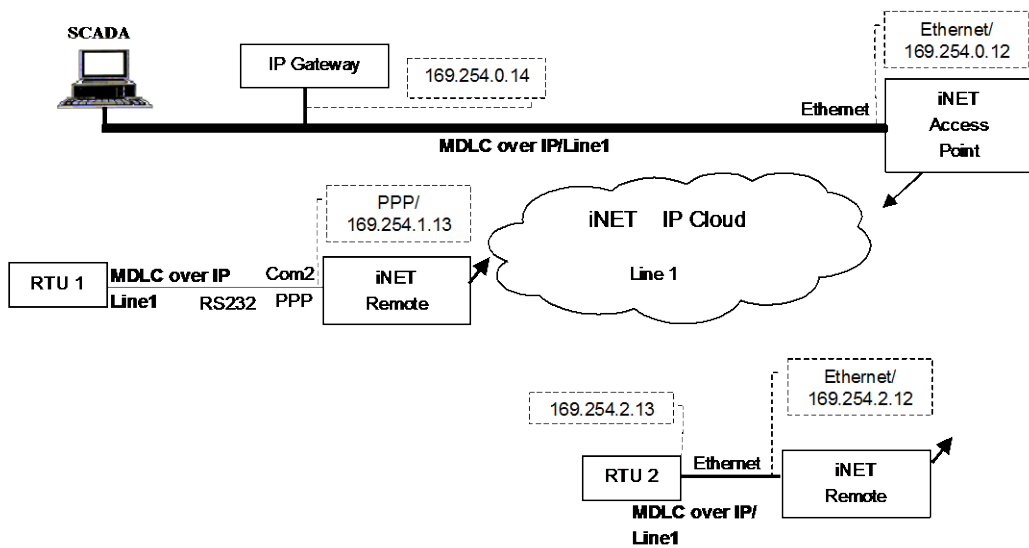 SCADA
IP Gateway
169.254.0.14
Ethernet/
169.254.0.12
Ethernet
iNET
Access
Point
MDLC over IP/Line1
PPP/
169.254.1.13
iNET IP Cloud
Line 1
RTU 1
MDLC over IP
Line1
RS232
Com2
PPP
iNET
Remote
169.254.2.13
Ethernet/
169.254.2.12
RTU 2
Ethernet
iNET
Remote
MDLC over IP/
Line1